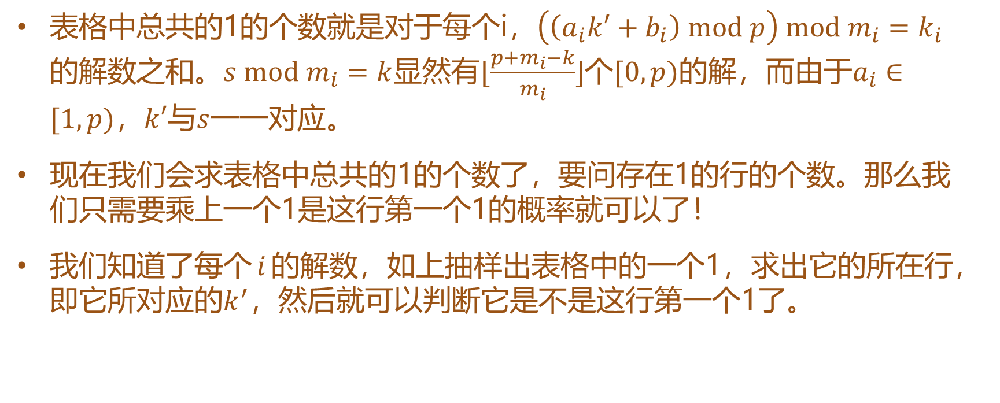 • 表格中总共的1的个数就是对于每个i，$((a_i k' + b_i) \bmod p) \bmod m_i = k_i$
的解数之和。$s \bmod m_i = k$显然有$\lfloor \frac{p+m_i-k}{m_i} \rfloor$个$[0, p)$的解，而由于$a_i \in$
$[1, p)$，$k'$与$s$一一对应。
• 现在我们会求表格中总共的1的个数了，要问存在1的行的个数。那么我
们只需要乘上一个1是这行第一个1的概率就可以了！
• 我们知道了每个 $i$ 的解数，如上抽样出表格中的一个1，求出它的所在行，
即它所对应的$k'$，然后就可以判断它是不是这行第一个1了。